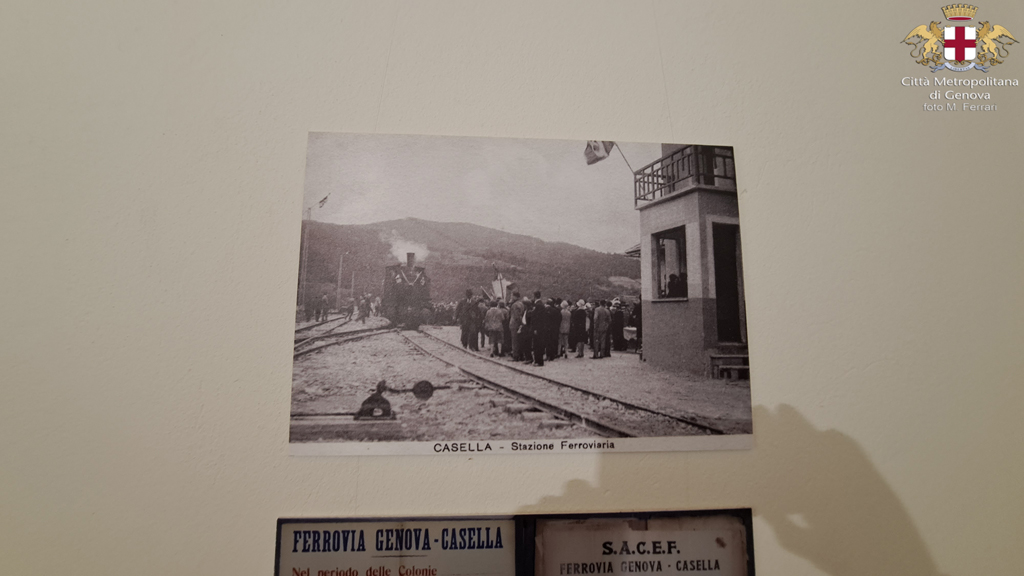 Città Metropolitana
di Genova
foto M. Ferrari
CASELLA - Stazione Ferroviaria
FERROVIA GENOVA-CASELLA
Nel periodo delle Colonie
S.A.C.E.F.
FERROVIA GENOVA - CASELLA